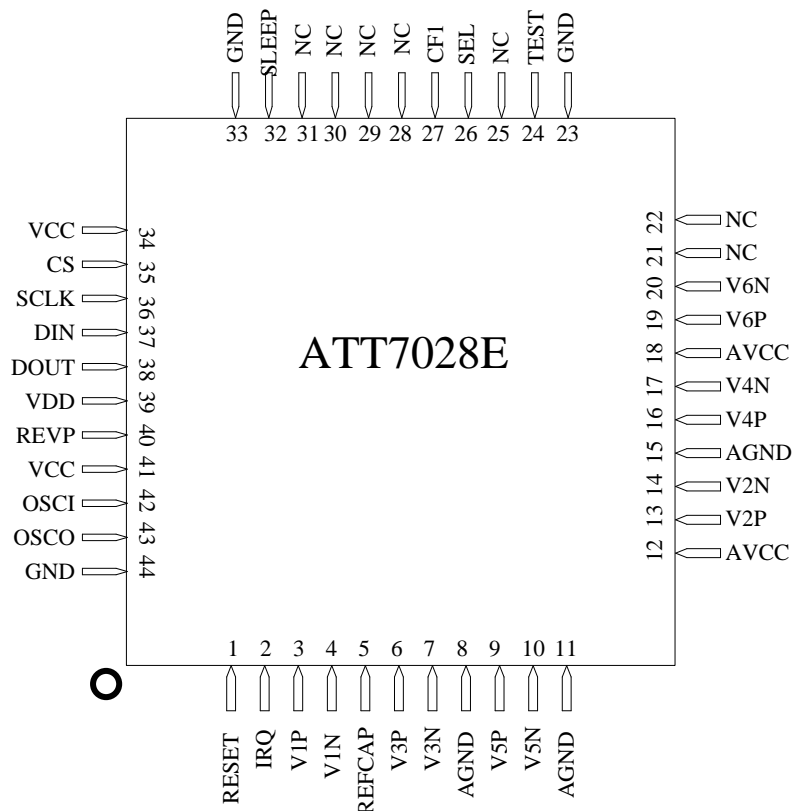 GND SLEEP NC NC NC NC CF1 SEL NC TEST GND
33 32 31 30 29 28 27 26 25 24 23
VCC 34
CS 35
SCLK 36
DIN 37
DOUT 38
VDD 39
REVP 40
VCC 41
OSCI 42
OSCO 43
GND 44
ATT7028E
22 NC
21 NC
20 V6N
19 V6P
18 AVCC
17 V4N
16 V4P
15 AGND
14 V2N
13 V2P
12 AVCC
1 2 3 4 5 6 7 8 9 10 11
RESET IRQ V1P V1N REFCAP V3P V3N AGND V5P V5N AGND